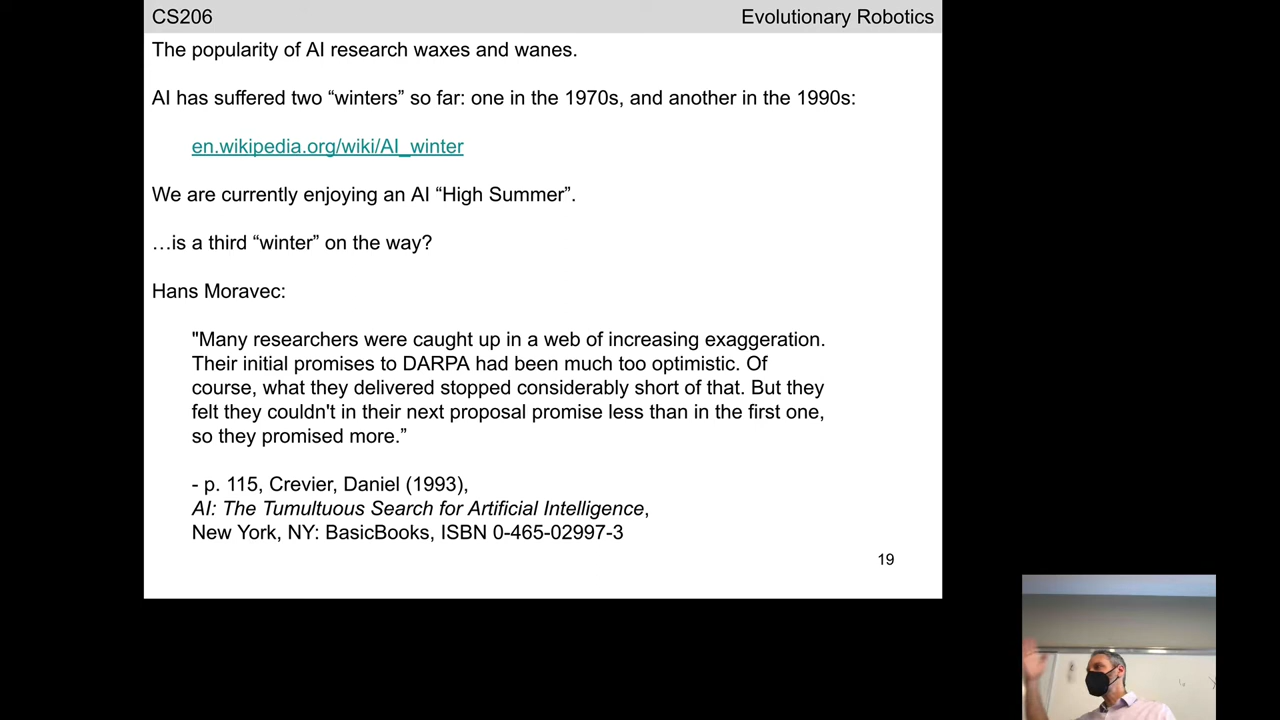 CS206 Evolutionary Robotics
The popularity of AI research waxes and wanes.
AI has suffered two “winters” so far: one in the 1970s, and another in the 1990s:
en.wikipedia.org/wiki/AI_winter
We are currently enjoying an AI “High Summer”.
…is a third “winter” on the way?
Hans Moravec:
"Many researchers were caught up in a web of increasing exaggeration.
Their initial promises to DARPA had been much too optimistic. Of
course, what they delivered stopped considerably short of that. But they
felt they couldn't in their next proposal promise less than in the first one,
so they promised more.”
- p. 115, Crevier, Daniel (1993),
AI: The Tumultuous Search for Artificial Intelligence,
New York, NY: BasicBooks, ISBN 0-465-02997-3
19